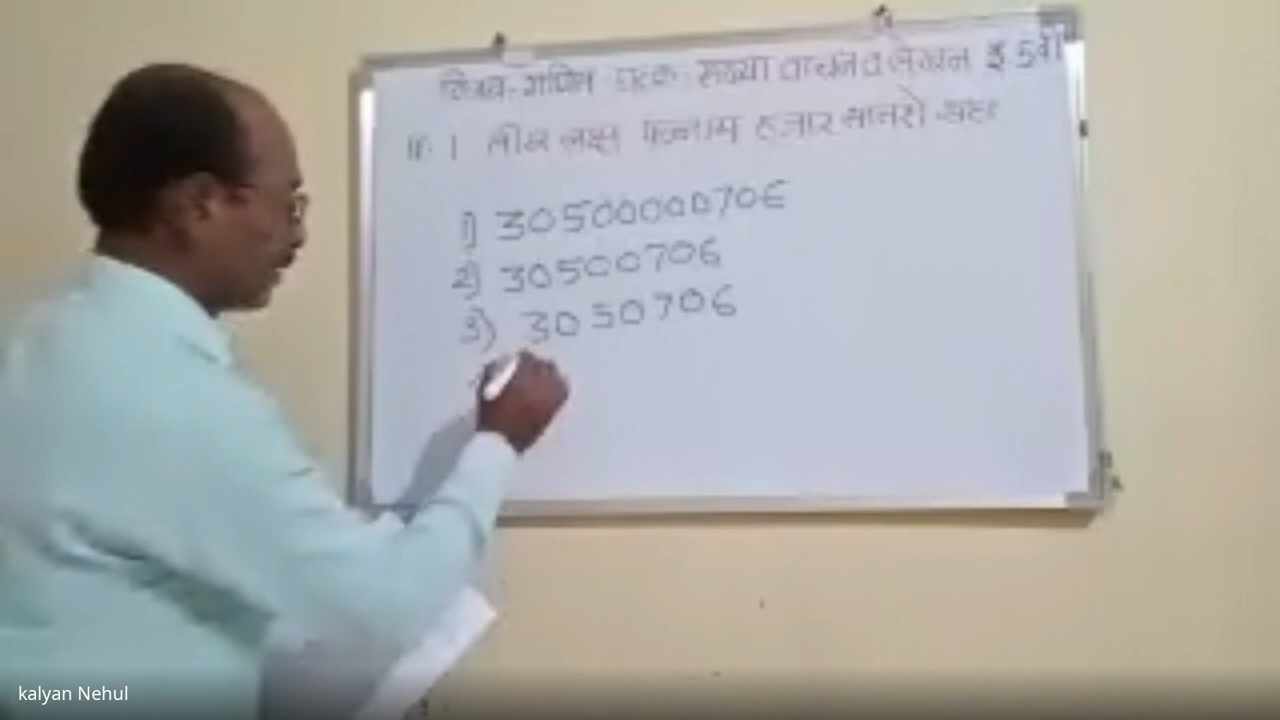 विषय- गणित घटक: संख्या वाचन व लेखन इ. 5वी
1 तीन लक्ष पन्नास हजार सातशे सहा
1) 30500000706
2) 30500706
3) 3050706
kalyan Nehul